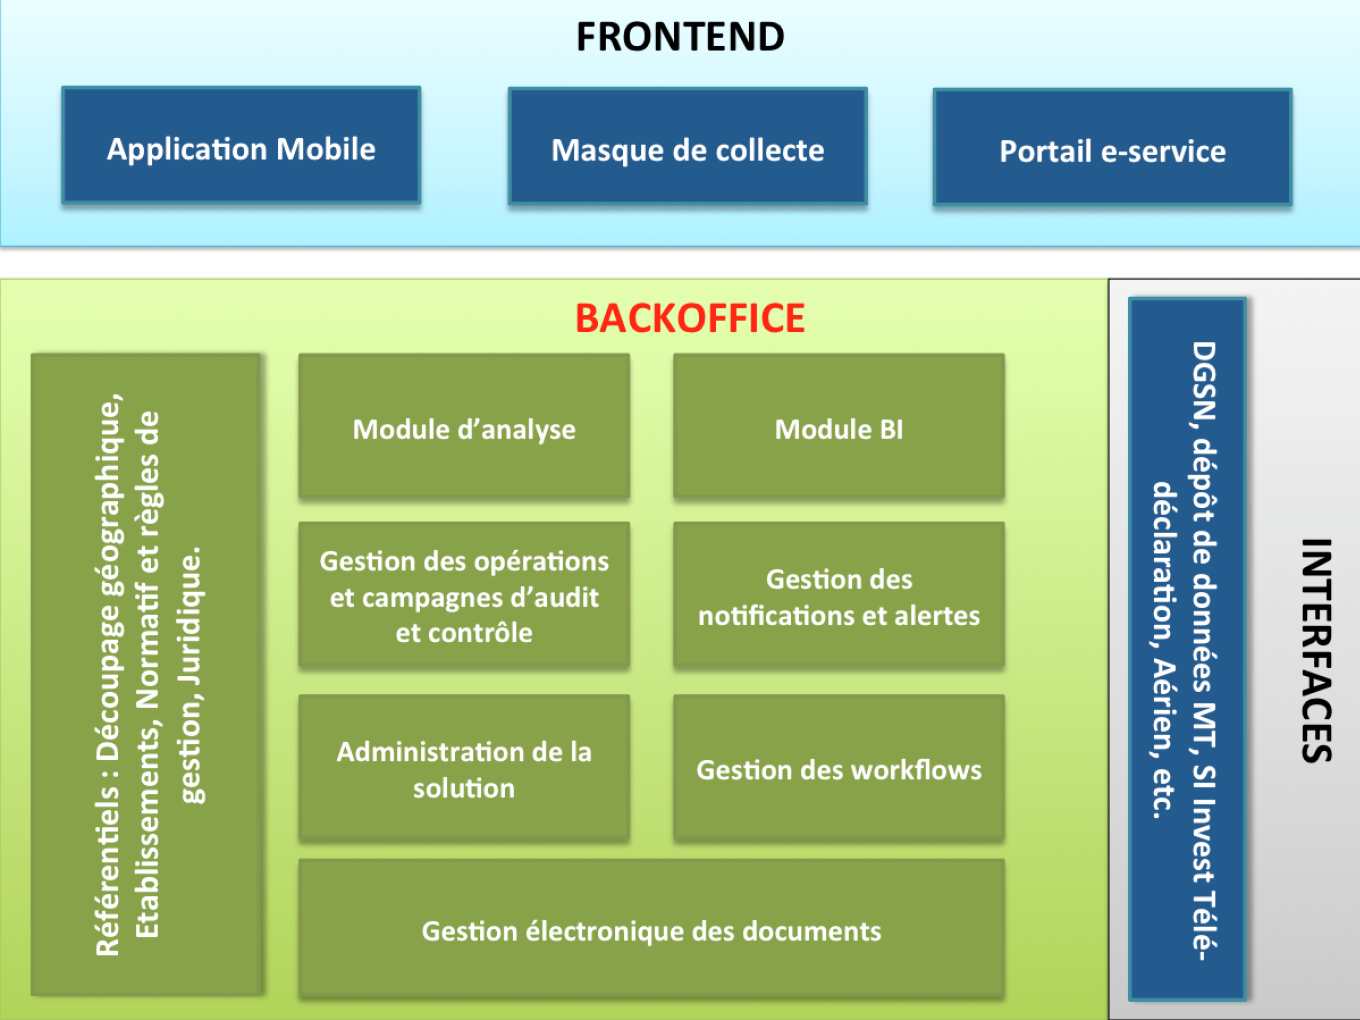 FRONTEND
Application Mobile
Masque de collecte
Portail e-service
BACKOFFICE
Référentiels : Découpage géographique,
Etablissements, Normatif et règles de
gestion, Juridique.
Module d’analyse
Module BI
Gestion des opérations
et campagnes d’audit
et contrôle
Gestion des
notifications et alertes
Administration de la
solution
Gestion des workflows
Gestion électronique des documents
DGSN, dépôt de données MT, SI Invest Télé-
déclaration, Aérien, etc.
INTERFACES